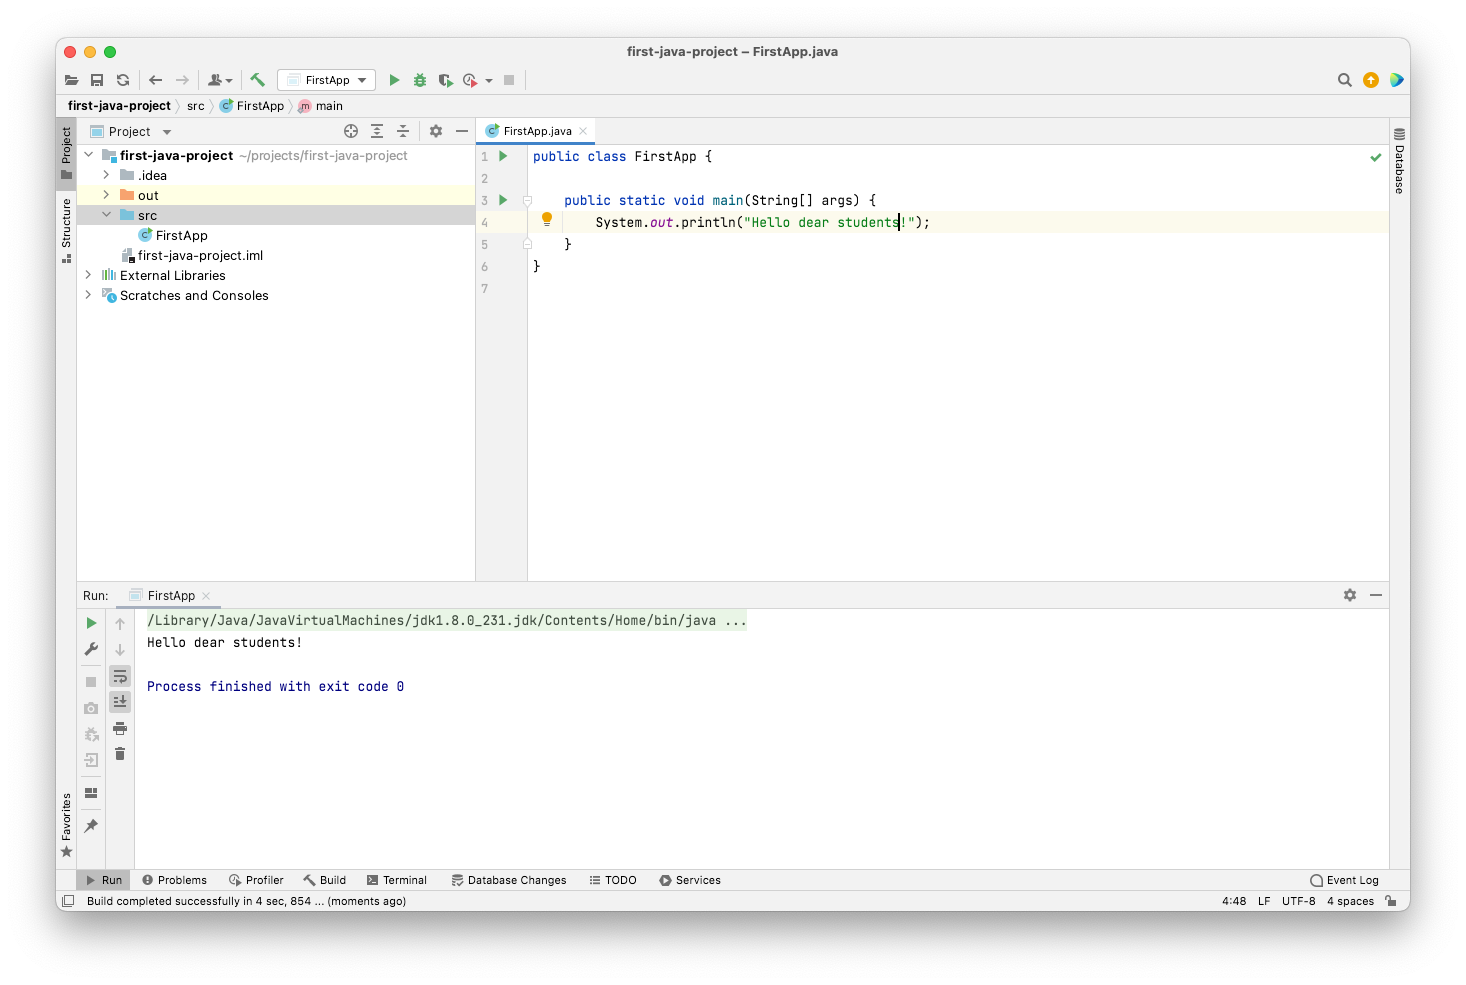 first-java-project – FirstApp.java
FirstApp
first-java-project src FirstApp main
Project
Project
Structure
Favorites
first-java-project ~/projects/first-java-project
.idea
out
src
FirstApp
first-java-project.iml
External Libraries
Scratches and Consoles
FirstApp.java
1 public class FirstApp {
2
3 public static void main(String[] args) {
4 System.out.println("Hello dear students!");
5 }
6 }
7
Database
Run: FirstApp
/Library/Java/JavaVirtualMachines/jdk1.8.0_231.jdk/Contents/Home/bin/java ...
Hello dear students!
Process finished with exit code 0
Run Problems Profiler Build Terminal Database Changes TODO Services Event Log
Build completed successfully in 4 sec, 854 ... (moments ago) 4:48 LF UTF-8 4 spaces